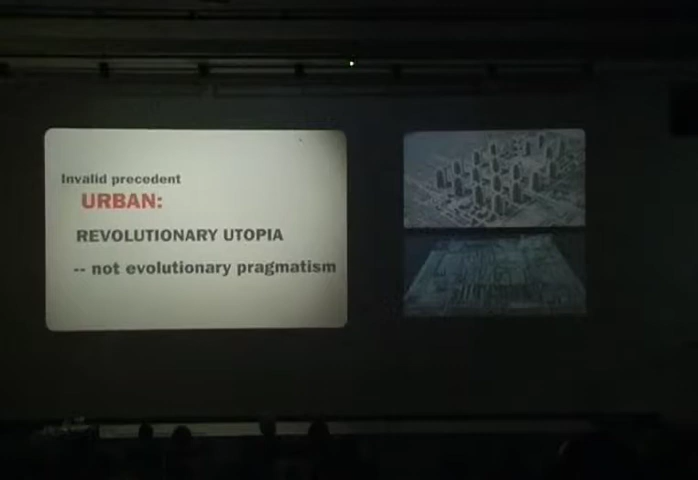 Invalid precedent
URBAN:
REVOLUTIONARY UTOPIA
-- not evolutionary pragmatism